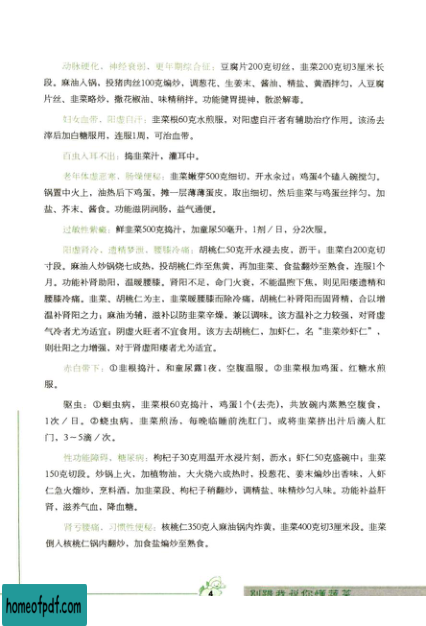 动脉硬化、神经衰弱、更年期综合征：豆腐片200克切丝，韭菜200克切3厘米长
段。麻油入锅，投猪肉丝100克煸炒，调葱花、生姜末、酱油、精盐、黄酒拌匀，入豆腐
片丝、韭菜略炒，撒花椒油、味精稍拌。功能健胃提神，散淤解毒。
妇女血带、阳虚自汗：韭菜根60克水煎服，对阳虚自汗者有辅助治疗作用。该汤去
滓后加白糖服用，连服1周，可治血带。
百虫入耳不出：捣韭菜汁，灌耳中。
老年体虚恶寒、肠燥便秘：韭菜嫩芽500克细切，开水汆过；鸡蛋4个磕入碗搅匀。
锅置中火上，油热后下鸡蛋，摊一层薄薄蛋皮，取出细切，然后韭菜与鸡蛋丝拌匀，加
盐、芥末、酱食。功能滋阴润肠，益气通便。
过敏性紫癜：鲜韭菜500克捣汁，加童尿50毫升，1剂／日，分2次服。
阳虚肾冷、遗精梦泄、腰膝冷痛：胡桃仁50克开水浸去皮，沥干；韭菜白200克切
寸段。麻油入炒锅烧七成热，投胡桃仁炸至焦黄，再加韭菜、食盐翻炒至熟食，连服1个
月。功能补肾助阳，温暖腰膝。肾阳不足，命门火衰，不能温煦下焦，则见阳痿遗精和
腰膝冷痛。韭菜、胡桃仁为主，韭菜暖腰膝而除冷痛，胡桃仁补肾阳而固肾精，合以增
温补肾阳之力；麻油为辅，滋补以防韭菜辛燥，兼以调味。该方温补之力较强，对肾虚
气冷者尤为适宜；阴虚火旺者不宜食用。该方去胡桃仁，加虾仁，名“韭菜炒虾仁”，
则壮阳之力增强，对于肾虚阳痿者尤为适宜。
赤白带下：①韭根捣汁，和童尿露1夜，空腹温服。②韭菜根加鸡蛋，红糖水煎
服。
驱虫：①蛔虫病，韭菜根60克捣汁，鸡蛋1个(去壳)，共放碗内蒸熟空腹食，
1次／日。②蛲虫病，韭菜煎汤，每晚临睡前洗肛门，或将韭菜挤出汁后滴入肛
门，3～5滴／次。
性功能障碍、糖尿病：枸杞子30克用温开水浸片刻，沥水；虾仁50克盛碗中；韭菜
150克切段。炒锅上火，加植物油，大火烧六成热时，投葱花、姜末煸炒出香味，入虾
仁急火熘炒，烹料酒，加韭菜段、枸杞子稍翻炒，调精盐、味精炒匀入味。功能补益肝
肾，滋养气血，降血糖。
肾亏腰痛、习惯性便秘：核桃仁350克入麻油锅内炸黄，韭菜400克切3厘米段。韭菜
倒入核桃仁锅内翻炒，加食盐煸炒至熟食。
4
homeofpdf.com